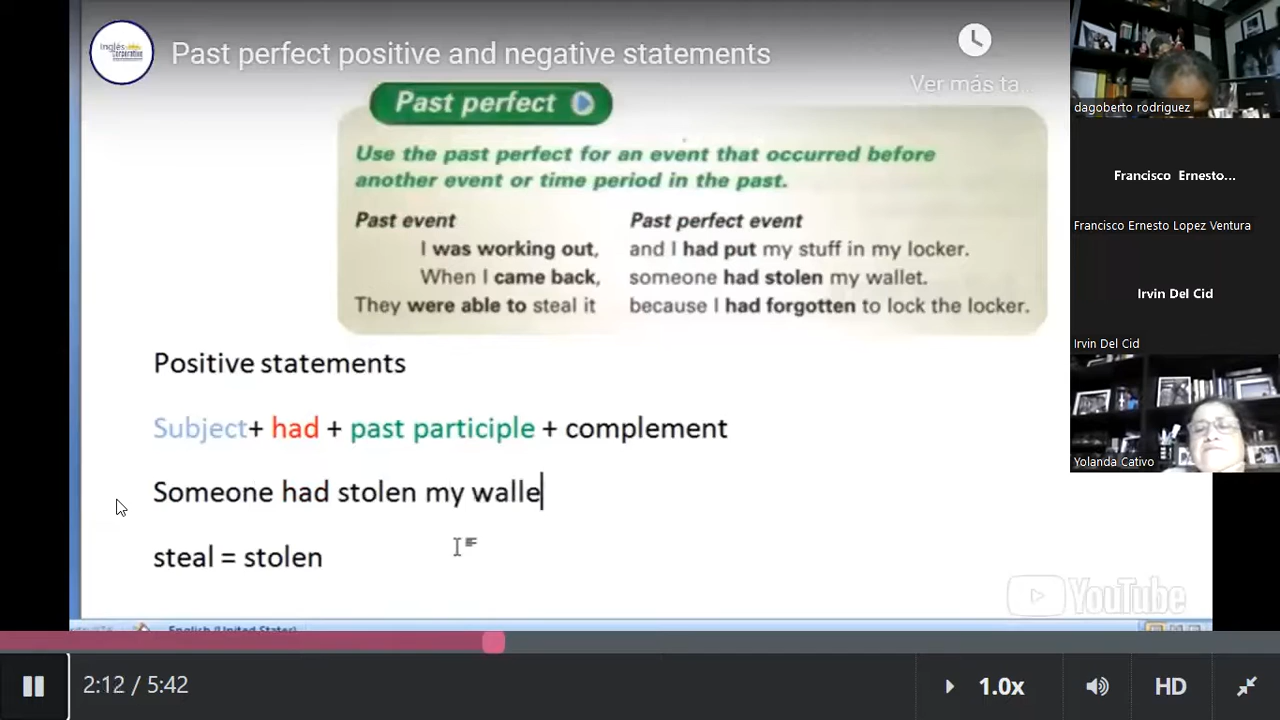 Inglés
Corporativo
Past perfect positive and negative statements
Ver más ta...
Past perfect
Use the past perfect for an event that occurred before
another event or time period in the past.
Past event Past perfect event
I was working out, and I had put my stuff in my locker.
When I came back, someone had stolen my wallet.
They were able to steal it because I had forgotten to lock the locker.
Positive statements
Subject+ had + past participle + complement
Someone had stolen my walle
steal = stolen
YouTube
English (United States)
2:12 / 5:42
1.0x
HD
dagoberto rodriguez
Francisco Ernesto...
Francisco Ernesto Lopez Ventura
Irvin Del Cid
Irvin Del Cid
Yolanda Cativo